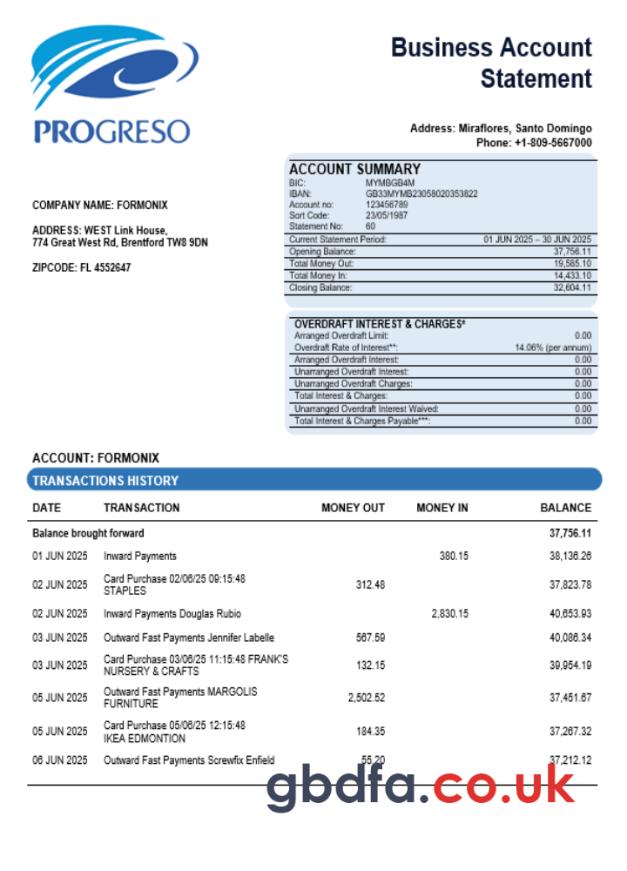 PROGRESO
Business Account
Statement
Address: Miraflores, Santo Domingo
Phone: +1-809-5667000
COMPANY NAME: FORMONIX
ADDRESS: WEST Link House,
774 Great West Rd, Brentford TW8 9DN
ZIPCODE: FL 4552647
ACCOUNT SUMMARY
BIC: MYMBGB4M
IBAN: GB33MYMB23058020353822
Account no: 123456789
Sort Code: 23/05/1987
Statement No: 60
Current Statement Period: 01 JUN 2025 – 30 JUN 2025
Opening Balance: 37,756.11
Total Money Out: 19,585.10
Total Money In: 14,433.10
Closing Balance: 32,604.11
OVERDRAFT INTEREST & CHARGES*
Arranged Overdraft Limit: 0.00
Overdraft Rate of Interest**: 14.06% (per annum)
Arranged Overdraft Interest: 0.00
Unarranged Overdraft Interest: 0.00
Unarranged Overdraft Charges: 0.00
Total Interest & Charges: 0.00
Unarranged Overdraft Interest Waived: 0.00
Total Interest & Charges Payable***: 0.00
ACCOUNT: FORMONIX
TRANSACTIONS HISTORY
DATE TRANSACTION MONEY OUT MONEY IN BALANCE
Balance brought forward 37,756.11
01 JUN 2025 Inward Payments 380.15 38,136.26
02 JUN 2025 Card Purchase 02/06/25 09:15:48 312.48 37,823.78
STAPLES
02 JUN 2025 Inward Payments Douglas Rubio 2,830.15 40,653.93
03 JUN 2025 Outward Fast Payments Jennifer Labelle 567.59 40,086.34
03 JUN 2025 Card Purchase 03/06/25 11:15:48 FRANK'S 132.15 39,954.19
NURSERY & CRAFTS
05 JUN 2025 Outward Fast Payments MARGOLIS 2,502.52 37,451.67
FURNITURE
05 JUN 2025 Card Purchase 05/06/25 12:15:48 184.35 37,267.32
IKEA EDMONTION
06 JUN 2025 Outward Fast Payments Screwfix Enfield 55.20 37,212.12
gbdfa.co.uk